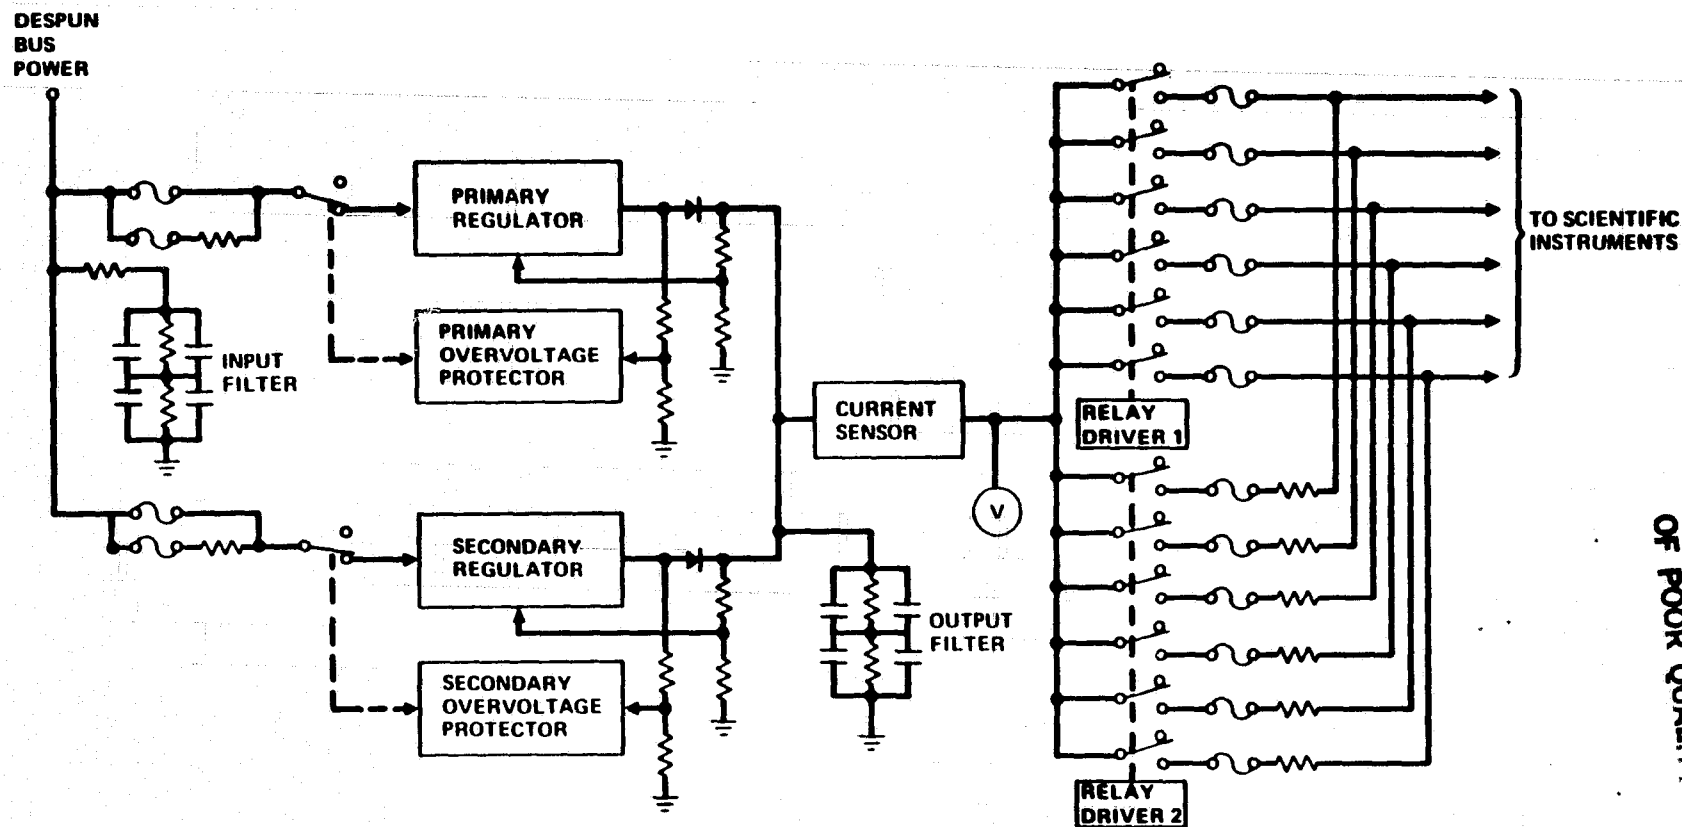 DESPUN
BUS
POWER
PRIMARY
REGULATOR
PRIMARY
OVERVOLTAGE
PROTECTOR
INPUT
FILTER
SECONDARY
REGULATOR
SECONDARY
OVERVOLTAGE
PROTECTOR
CURRENT
SENSOR
V
OUTPUT
FILTER
RELAY
DRIVER 1
RELAY
DRIVER 2
TO SCIENTIFIC
INSTRUMENTS
OF POOR